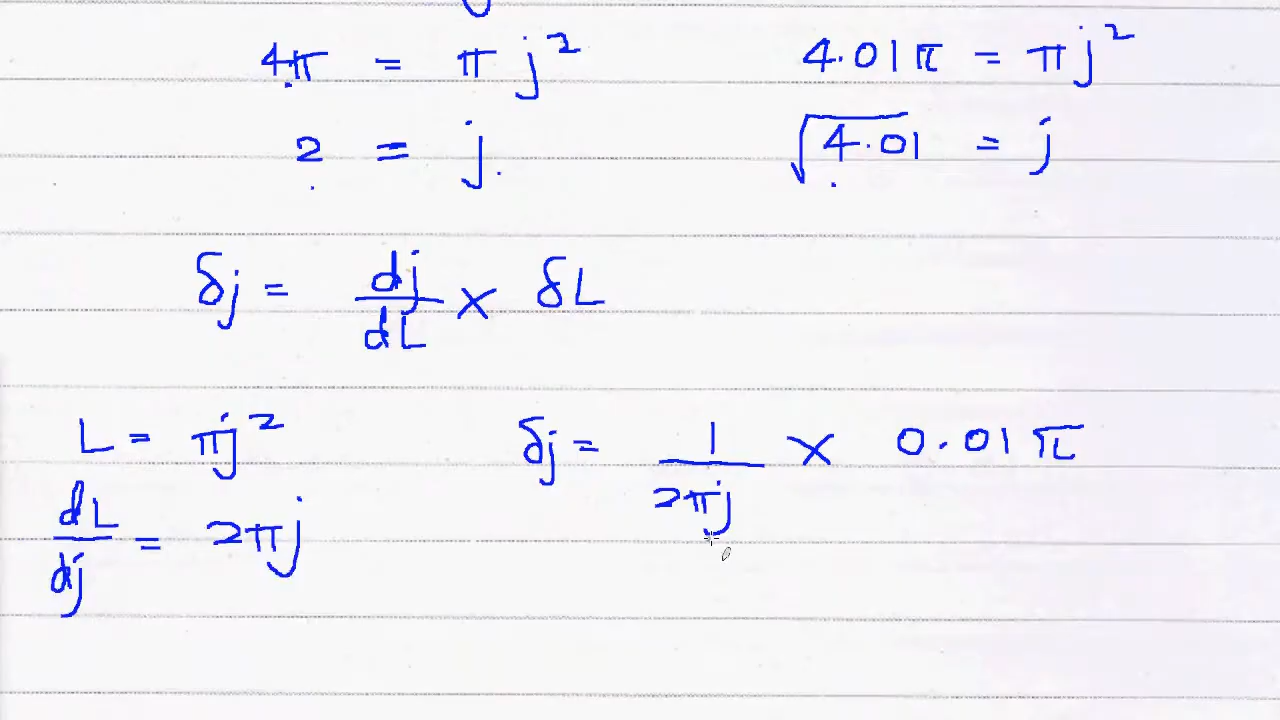 4π = πj²
4.01π = πj²
2 = j
√4.01 = j
δj = dj/dL × δL
L = πj²
δj = 1/2πj × 0.01π
dL/dj = 2πj